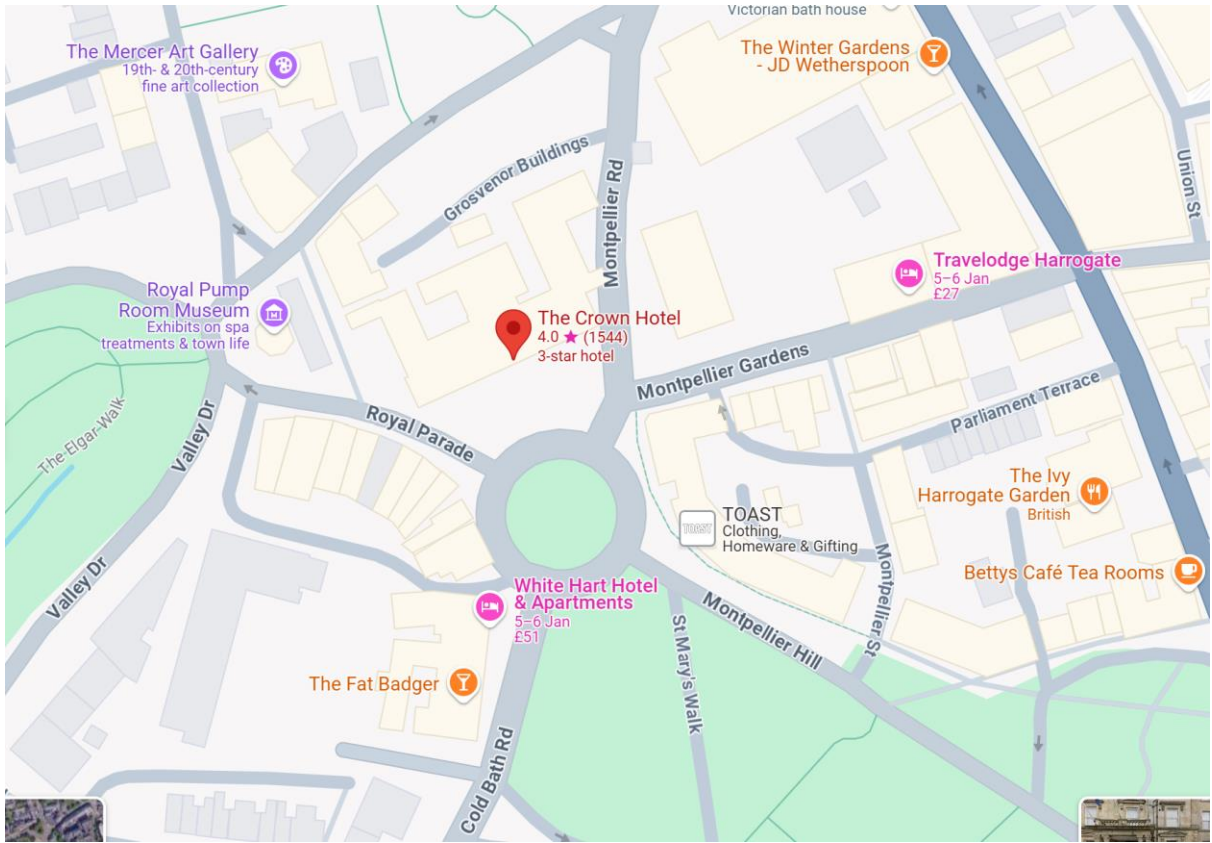 Victorian bath house
The Mercer Art Gallery
19th- & 20th-century
fine art collection
The Winter Gardens
- JD Wetherspoon
Grosvenor Buildings
Montpellier Rd
Union St
Travelodge Harrogate
5–6 Jan
£27
Royal Pump
Room Museum
Exhibits on spa
treatments & town life
The Crown Hotel
4.0 ★ (1544)
3-star hotel
Montpellier Gardens
Parliament Terrace
Royal Parade
The Elgar Walk
Valley Dr
The Ivy
Harrogate Garden
British
TOAST
TOAST
Clothing,
Homeware & Gifting
Bettys Café Tea Rooms
Montpellier St
Valley Dr
White Hart Hotel
& Apartments
5–6 Jan
£51
Montpellier Hill
St Mary's Walk
The Fat Badger
Cold Bath Rd